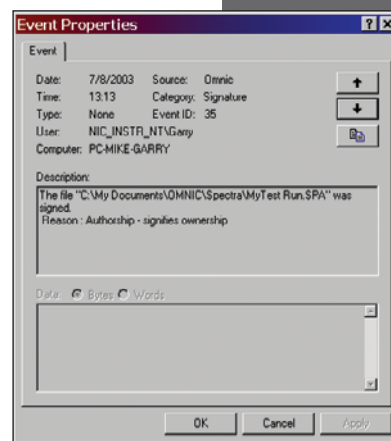 Event Properties
Event
Date: 7/8/2003 Source: Omnic
Time: 13:13 Category: Signature
Type: None Event ID: 35
User: NIC_INSTR_NT\Garry
Computer: PC-MIKE-GARRY
Description:
The file "C:\My Documents\OMNIC\Spectra\MyTest Run.SPA" was
signed.
Reason : Authorship - signifies ownership
Data: Bytes Words
OK Cancel Apply